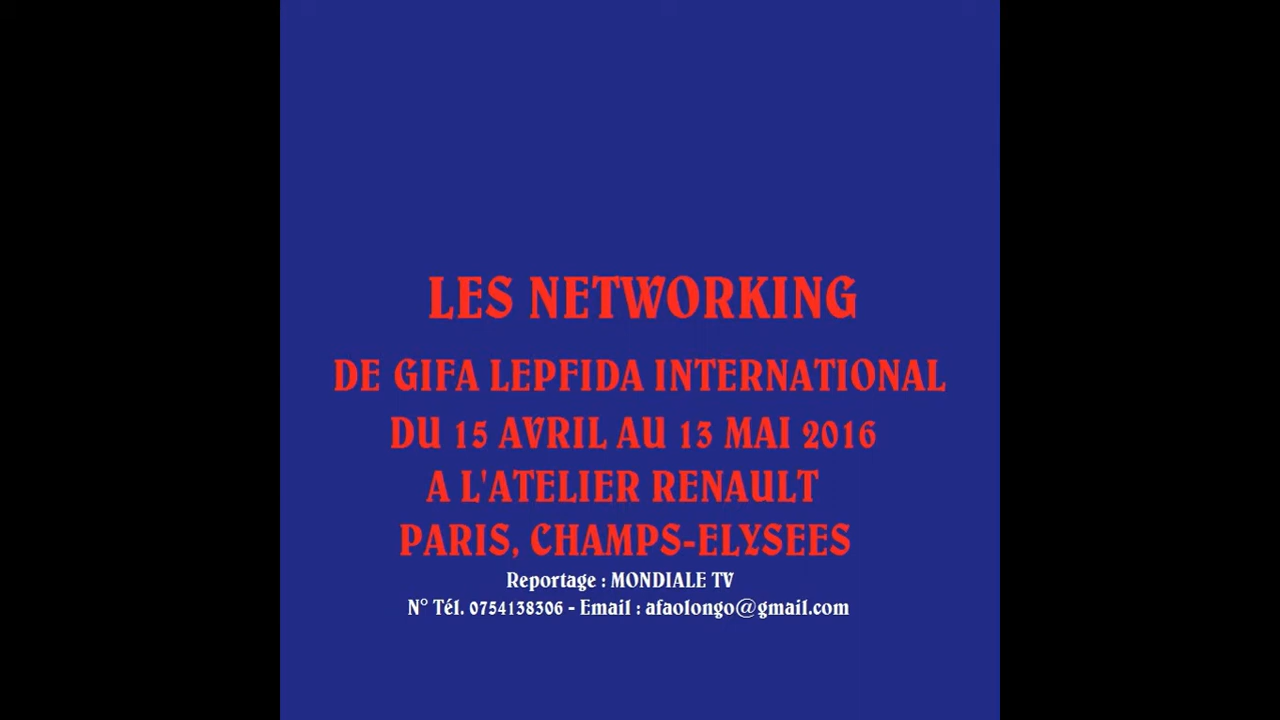 LES NETWORKING
DE GIFA LEPFIDA INTERNATIONAL
DU 15 AVRIL AU 13 MAI 2016
A L'ATELIER RENAULT
PARIS, CHAMPS-ELYSEES
Reportage : MONDIALE TV
N° Tél. 0754138306 - Email : afaolongo@gmail.com